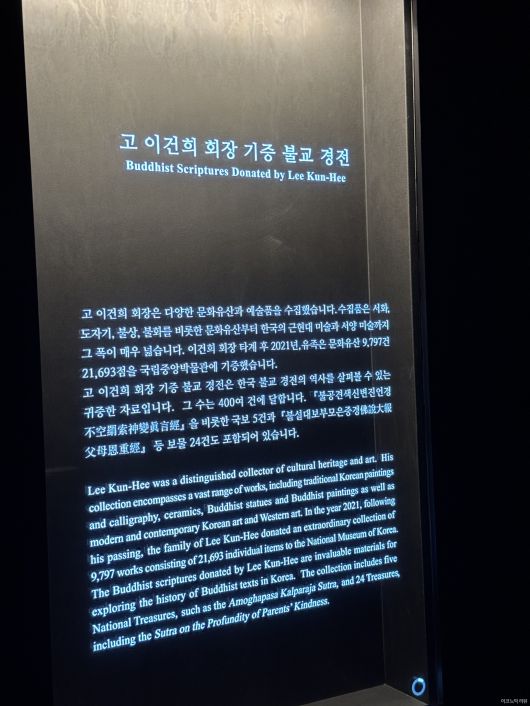 고 이건희 회장 기증 불교 경전
Buddhist Scriptures Donated by Lee Kun-Hee
고 이건희 회장은 다양한 문화유산과 예술품을 수집했습니다. 수집품은 서화,
도자기, 불상, 불화를 비롯한 문화유산부터 한국의 근현대 미술과 서양 미술까지
그 폭이 매우 넓습니다. 이건희 회장 타계 후 2021년, 유족은 문화유산 9,797건
21,693점을 국립중앙박물관에 기증했습니다.
고 이건희 회장 기증 불교 경전은 한국 불교 경전의 역사를 살펴볼 수 있는
귀중한 자료입니다. 그 수는 400여 건에 달합니다. 『불공견색신변진언경
不空羂索神變眞言經』을 비롯한 국보 5건과 『불설대보부모은중경佛說大報
父母恩重經』 등 보물 24건도 포함되어 있습니다.
Lee Kun-Hee was a distinguished collector of cultural heritage and art. His
collection encompasses a vast range of works, including traditional Korean paintings
and calligraphy, ceramics, Buddhist statues and Buddhist paintings as well as
modern and contemporary Korean art and Western art. In the year 2021, following
his passing, the family of Lee Kun-Hee donated an extraordinary collection of
9,797 works consisting of 21,693 individual items to the National Museum of Korea.
The Buddhist scriptures donated by Lee Kun-Hee are invaluable materials for
exploring the history of Buddhist texts in Korea. The collection includes five
National Treasures, such as the Amoghapasa Kalparaja Sutra, and 24 Treasures,
including the Sutra on the Profundity of Parents' Kindness.
이코노믹 리뷰